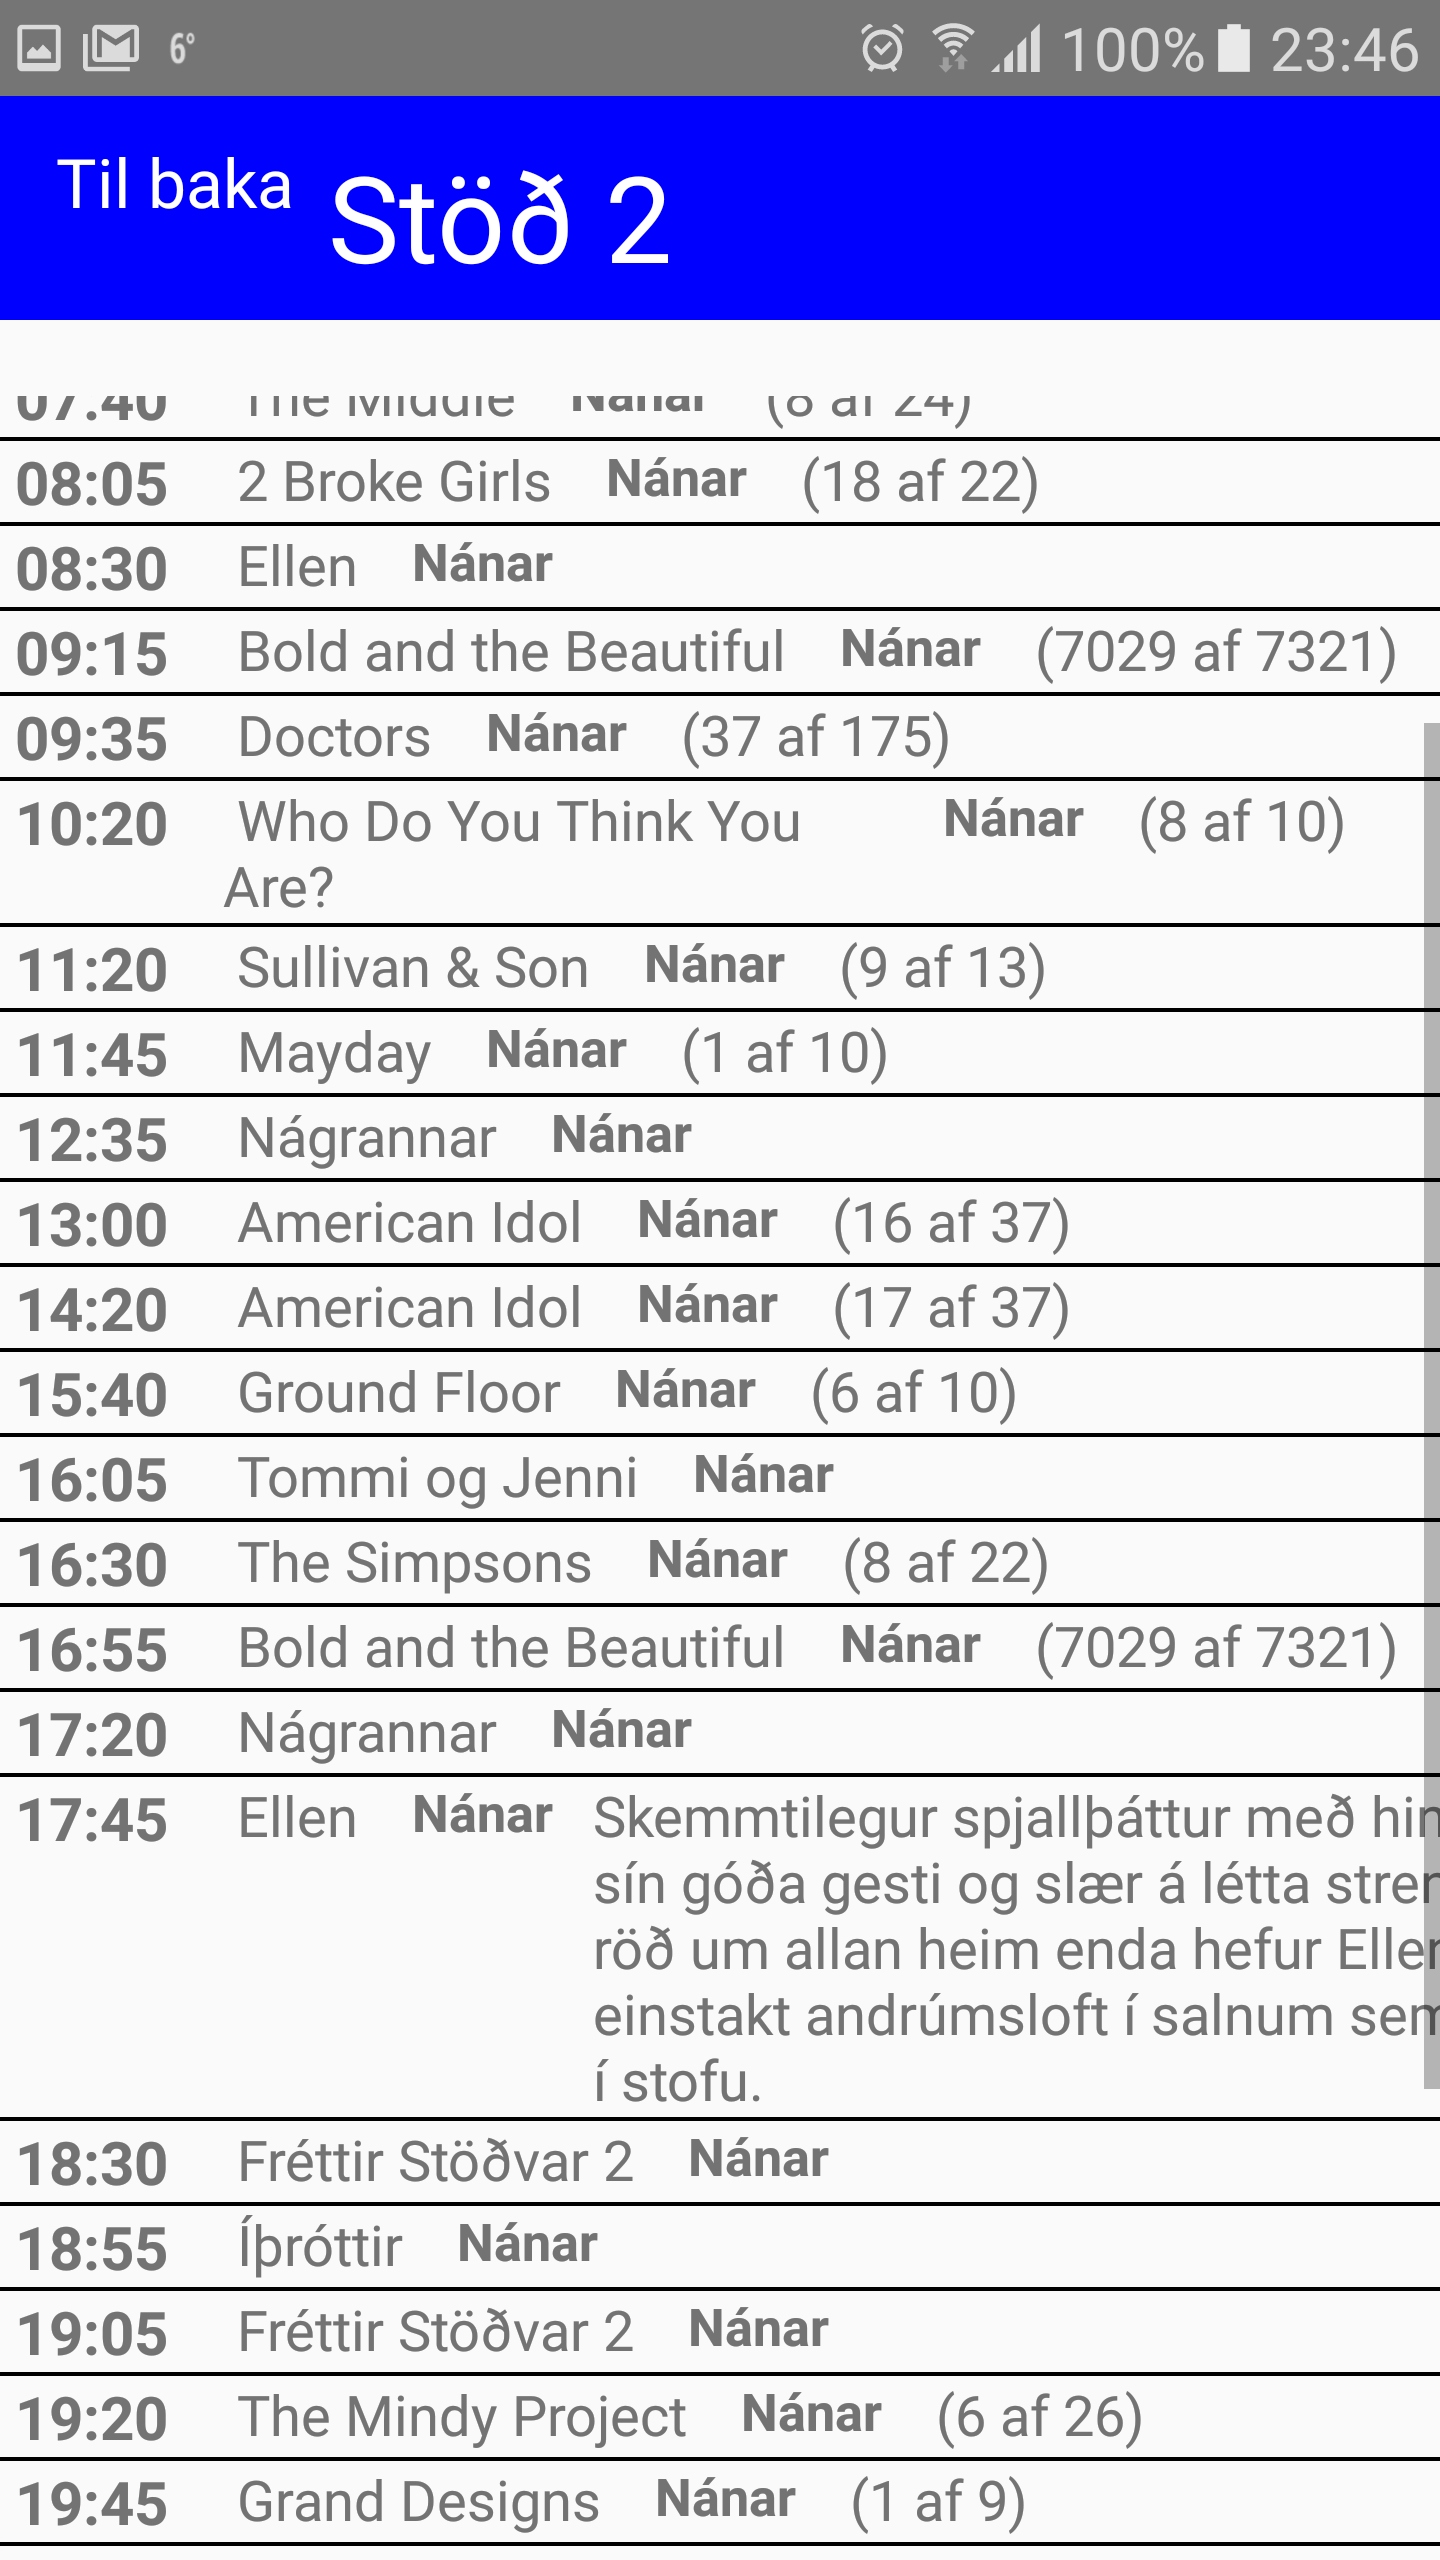 6° 100% 23:46
Til baka Stöð 2
07:40 The Middle Nánar (8 af 24)
08:05 2 Broke Girls Nánar (18 af 22)
08:30 Ellen Nánar
09:15 Bold and the Beautiful Nánar (7029 af 7321)
09:35 Doctors Nánar (37 af 175)
10:20 Who Do You Think You Nánar (8 af 10)
Are?
11:20 Sullivan & Son Nánar (9 af 13)
11:45 Mayday Nánar (1 af 10)
12:35 Nágrannar Nánar
13:00 American Idol Nánar (16 af 37)
14:20 American Idol Nánar (17 af 37)
15:40 Ground Floor Nánar (6 af 10)
16:05 Tommi og Jenni Nánar
16:30 The Simpsons Nánar (8 af 22)
16:55 Bold and the Beautiful Nánar (7029 af 7321)
17:20 Nágrannar Nánar
17:45 Ellen Nánar Skemmtilegur spjallþáttur með
sín góða gesti og slær á létta
röð um allan heim enda hefur Ellen
einstakt andrúmsloft í salnum sem
í stofu.
18:30 Fréttir Stöðvar 2 Nánar
18:55 Íþróttir Nánar
19:05 Fréttir Stöðvar 2 Nánar
19:20 The Mindy Project Nánar (6 af 26)
19:45 Grand Designs Nánar (1 af 9)